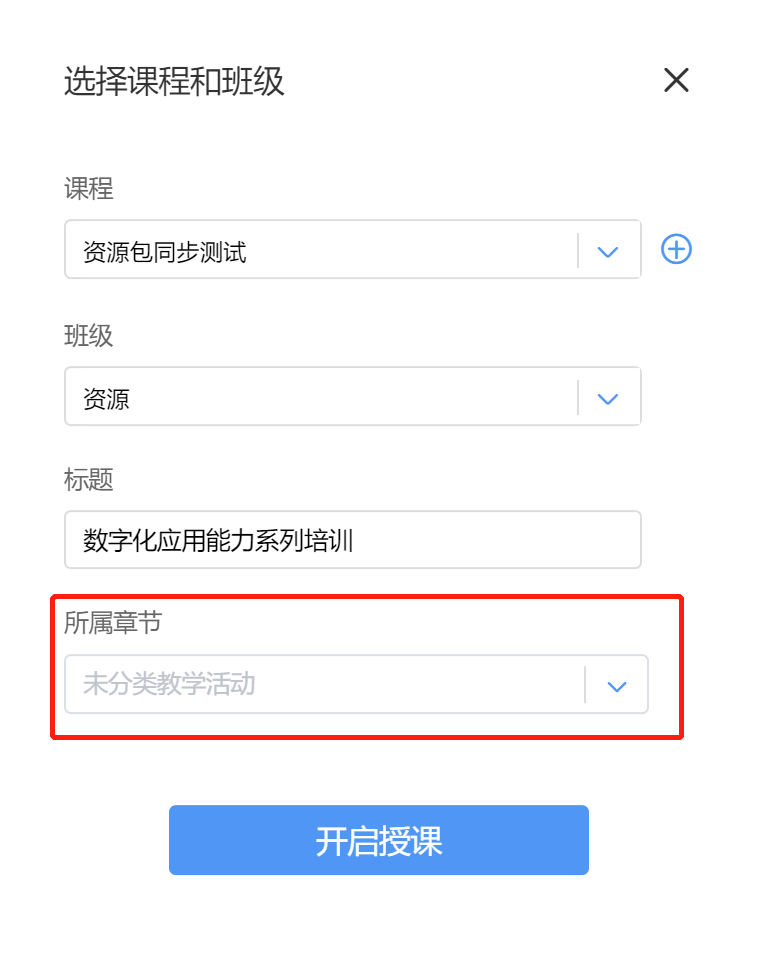 选择课程和班级
课程
资源包同步测试
班级
资源
标题
数字化应用能力系列培训
所属章节
未分类教学活动
开启授课